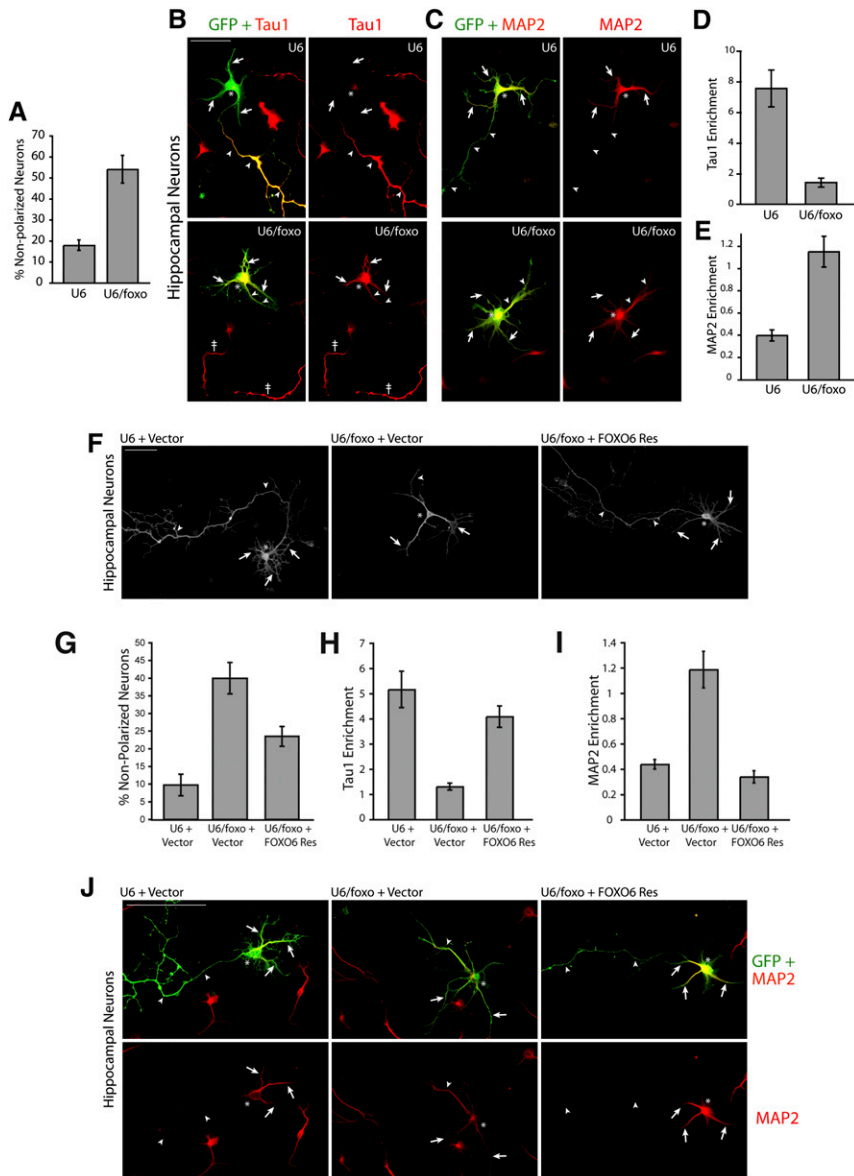 A
% Non-polarized Neurons
70
60
50
40
30
20
10
0
U6
U6/foxo
B
GFP + Tau1
Tau1
Hippocampal Neurons
U6
U6
*
*
U6/foxo
U6/foxo
*
*
‡
‡
‡
‡
C
GFP + MAP2
MAP2
U6
U6
*
*
U6/foxo
U6/foxo
*
*
D
Tau1 Enrichment
10
8
6
4
2
0
U6
U6/foxo
E
MAP2 Enrichment
1.2
1
0.8
0.6
0.4
0.2
0
U6
U6/foxo
F
Hippocampal Neurons
U6 + Vector
U6/foxo + Vector
U6/foxo + FOXO6 Res
*
*
*
G
% Non-Polarized Neurons
50
45
40
35
30
25
20
15
10
5
0
U6 +
Vector
U6/foxo +
Vector
U6/foxo +
FOXO6 Res
H
Tau1 Enrichment
7
6
5
4
3
2
1
0
U6 +
Vector
U6/foxo +
Vector
U6/foxo +
FOXO6 Res
I
MAP2 Enrichment
1.4
1.2
1
0.8
0.6
0.4
0.2
0
U6 +
Vector
U6/foxo +
Vector
U6/foxo +
FOXO6 Res
J
Hippocampal Neurons
U6 + Vector
U6/foxo + Vector
U6/foxo + FOXO6 Res
*
*
*
GFP +
MAP2
*
*
*
MAP2